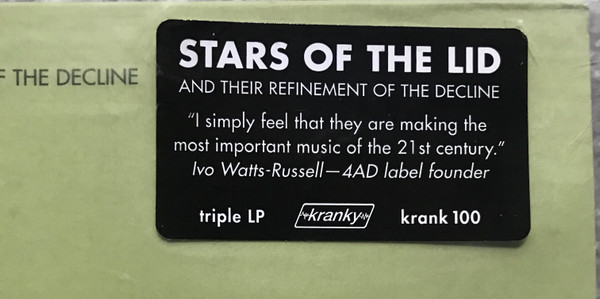 F THE DECLINE
STARS OF THE LID
AND THEIR REFINEMENT OF THE DECLINE
“I simply feel that they are making the
most important music of the 21st century.”
Ivo Watts-Russell—4AD label founder
triple LP kranky krank 100